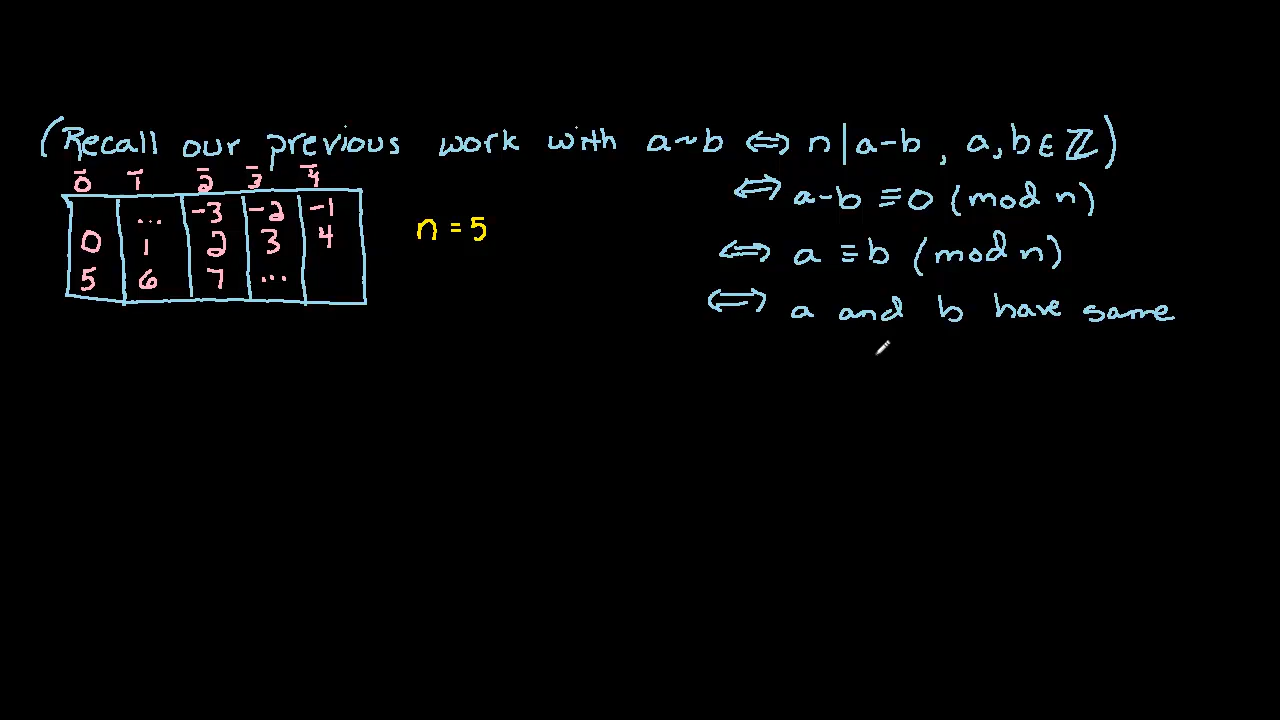 (Recall our previous work with a~b ⟺ n|a-b, a,b∈ℤ)
⟺ a-b ≡ 0 (mod n)
⟺ a ≡ b (mod n)
⟺ a and b have same
0̅ 1̅ 2̅ 3̅ 4̅
... -3 -2 -1
0 1 2 3 4
5 6 7 ...
n = 5